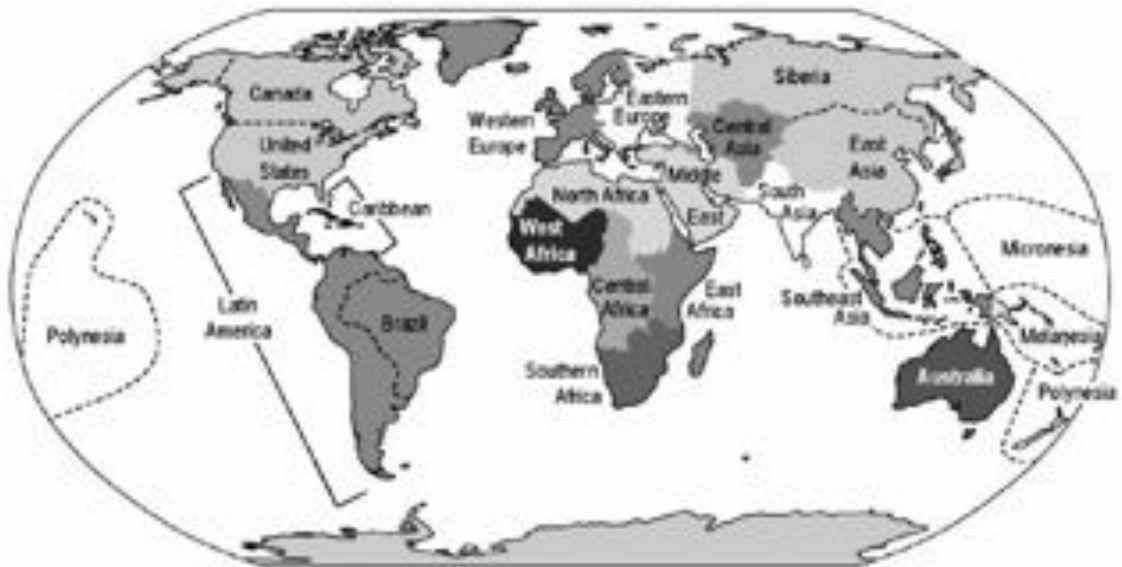 Canada
Siberia
Eastern
Europe
Western
Europe
Central
Asia
United
States
East
Asia
Middle
East
North Africa
South
Asia
Caribbean
West
Africa
Micronesia
Central
Africa
East
Africa
Southeast
Asia
Latin
America
Brazil
Polynesia
Melanesia
Southern
Africa
Australia
Polynesia